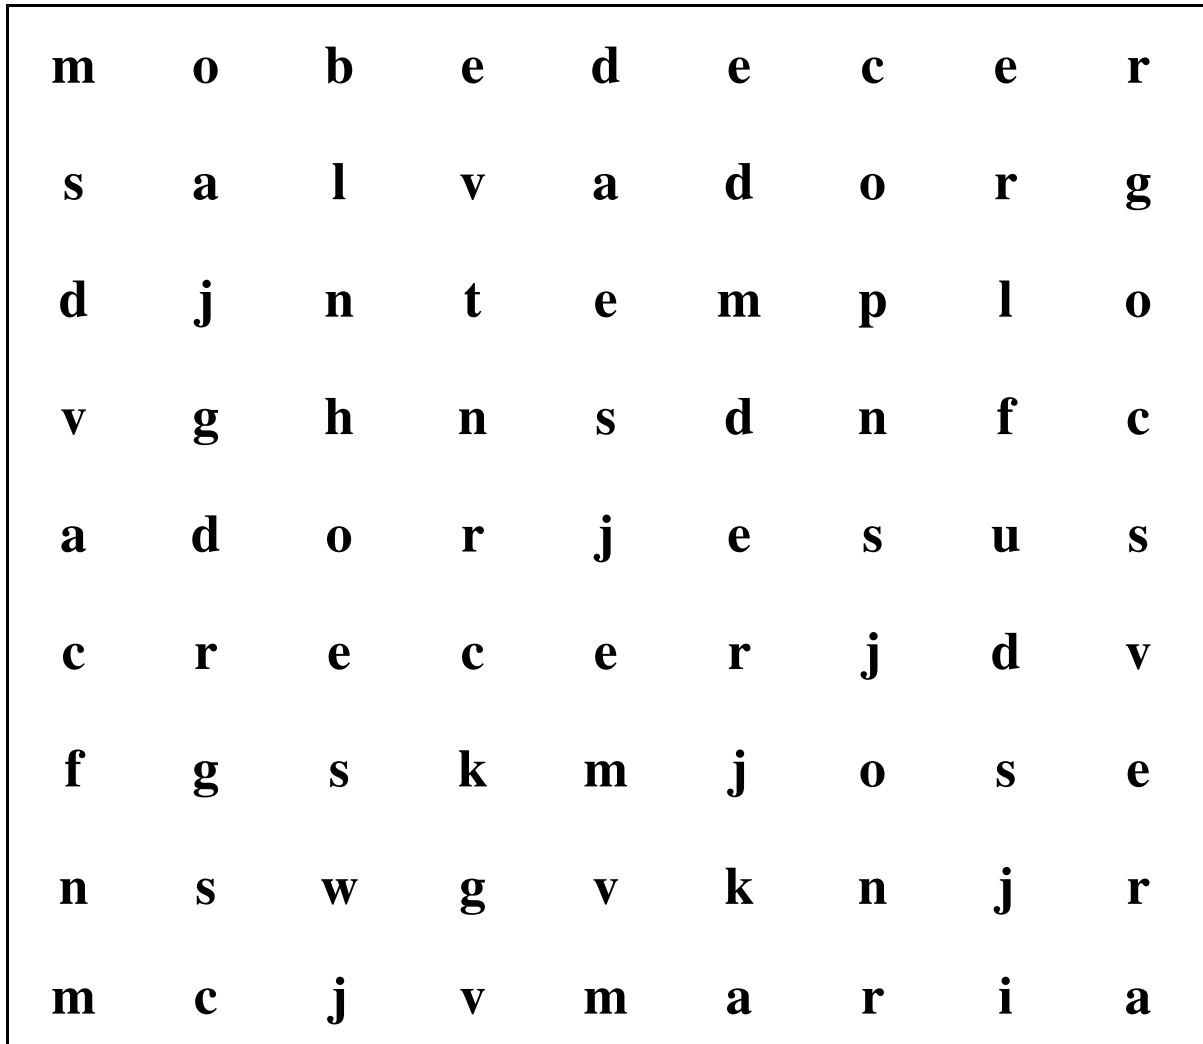 m o b e d e c e r
s a l v a d o r g
d j n t e m p l o
v g h n s d n f c
a d o r j e s u s
c r e c e r j d v
f g s k m j o s e
n s w g v k n j r
m c j v m a r i a